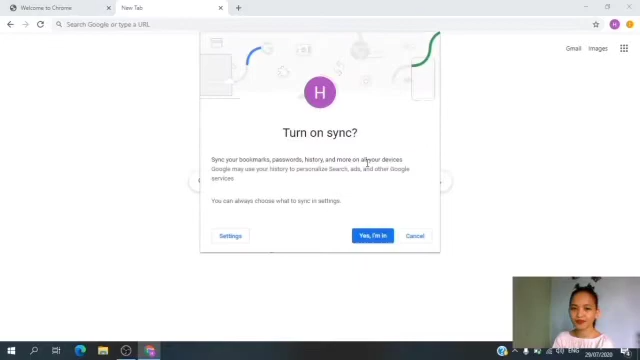 Welcome to Chrome
New Tab
Search Google or type a URL
H
Gmail
Images
H
Turn on sync?
Sync your bookmarks, passwords, history, and more on all your devices
Google may use your history to personalize Search, ads, and other Google
services
You can always choose what to sync in settings.
Settings
Yes, I'm in
Cancel
ENG
29/07/2020